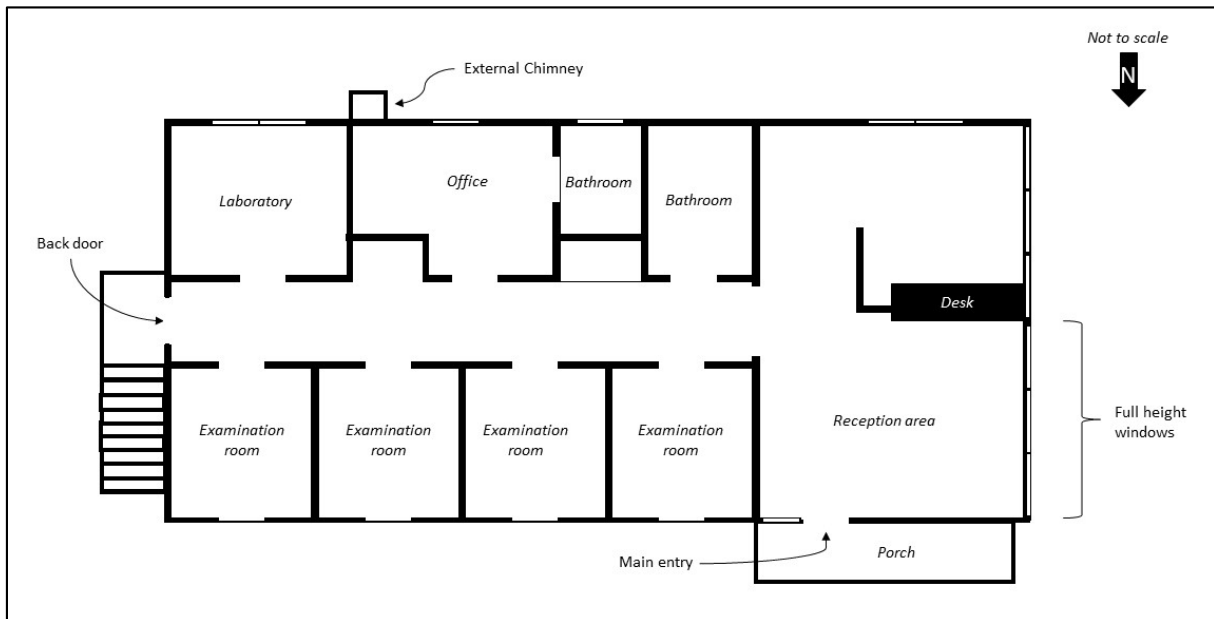 Not to scale
N
External Chimney
Laboratory
Office
Bathroom
Bathroom
Back door
Desk
Examination
room
Examination
room
Examination
room
Examination
room
Reception area
Full height
windows
Main entry
Porch